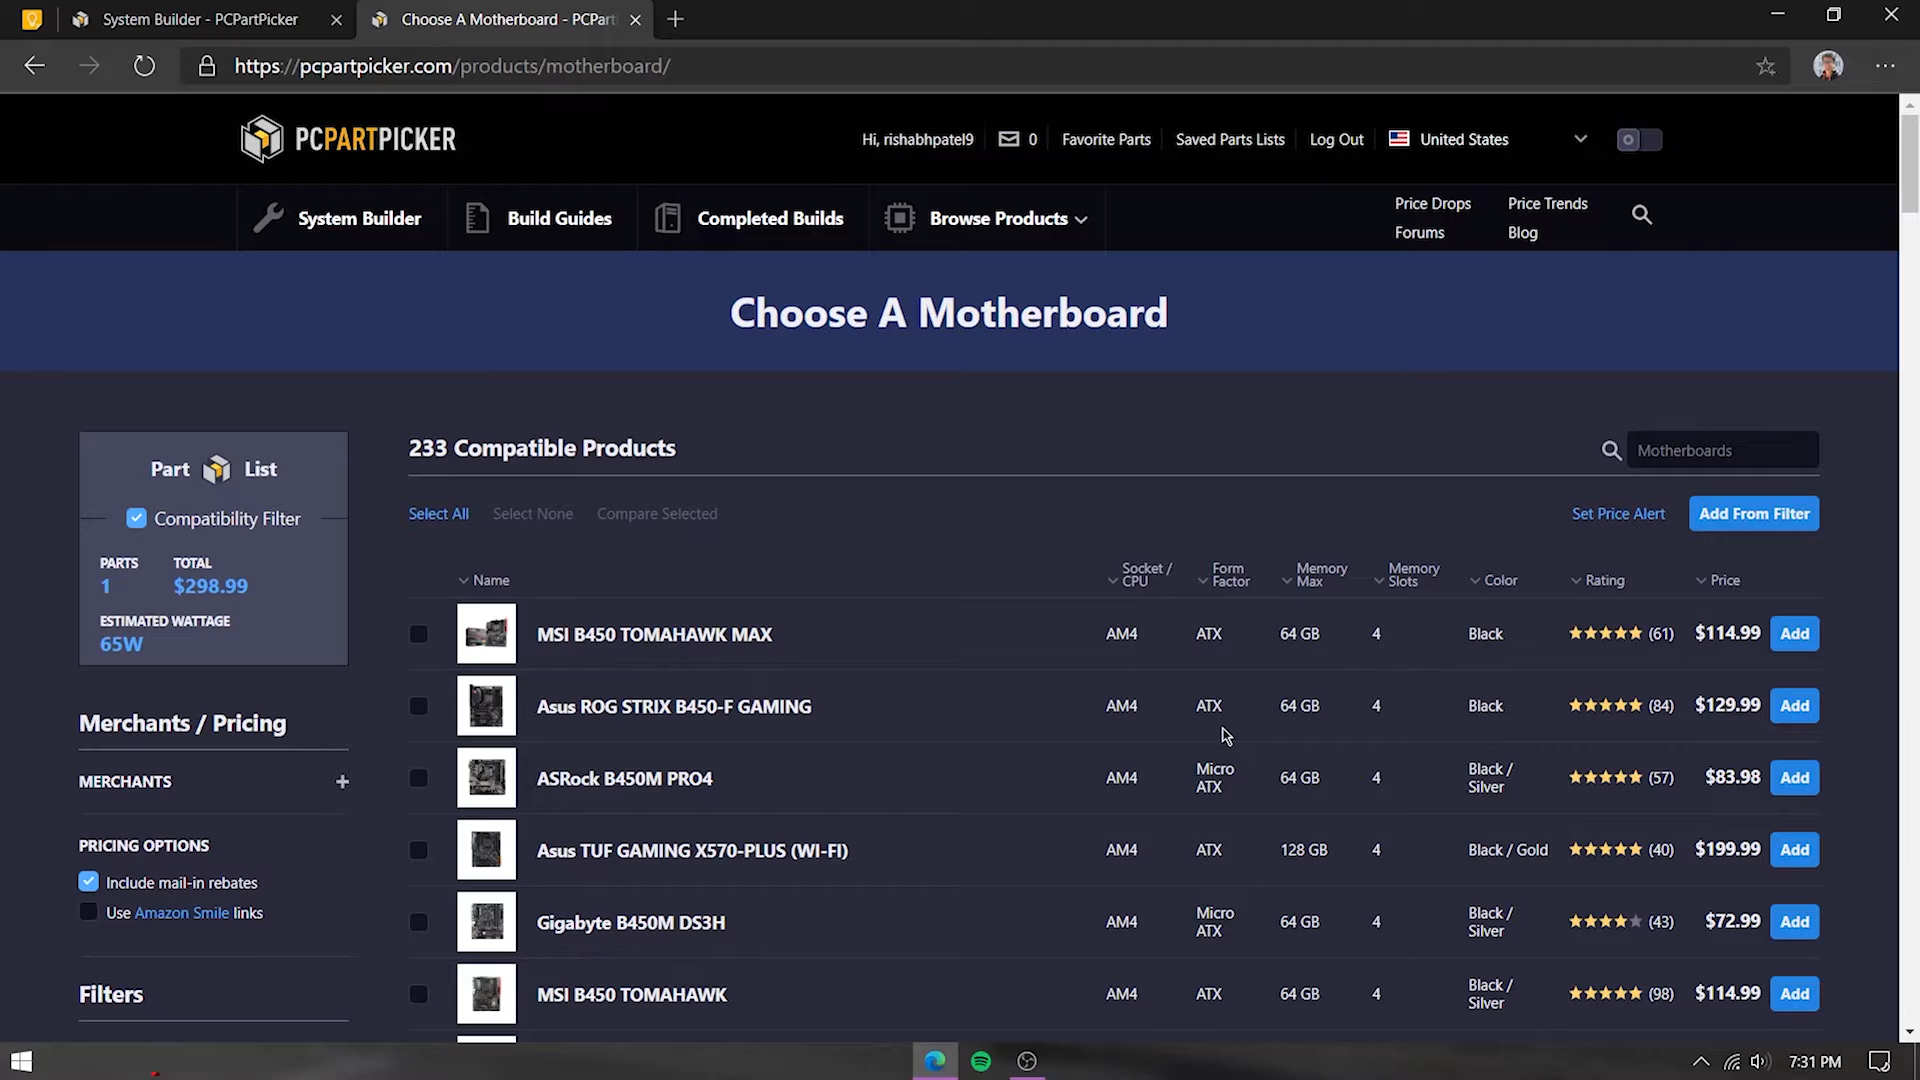 System Builder - PCPartPicker
Choose A Motherboard - PCPart
https://pcpartpicker.com/products/motherboard/
PCPARTPICKER
Hi, rishabhpatel9
0
Favorite Parts
Saved Parts Lists
Log Out
United States
System Builder
Build Guides
Completed Builds
Browse Products
Price Drops
Price Trends
Forums
Blog
Choose A Motherboard
Part List
Compatibility Filter
PARTS TOTAL
1 $298.99
ESTIMATED WATTAGE
65W
Merchants / Pricing
MERCHANTS +
PRICING OPTIONS
Include mail-in rebates
Use Amazon Smile links
Filters
233 Compatible Products
Motherboards
Select All Select None Compare Selected
Set Price Alert Add From Filter
Name Socket / CPU Form Factor Memory Max Memory Slots Color Rating Price
MSI B450 TOMAHAWK MAX AM4 ATX 64 GB 4 Black (61) $114.99 Add
Asus ROG STRIX B450-F GAMING AM4 ATX 64 GB 4 Black (84) $129.99 Add
ASRock B450M PRO4 AM4 Micro ATX 64 GB 4 Black / Silver (57) $83.98 Add
Asus TUF GAMING X570-PLUS (WI-FI) AM4 ATX 128 GB 4 Black / Gold (40) $199.99 Add
Gigabyte B450M DS3H AM4 Micro ATX 64 GB 4 Black / Silver (43) $72.99 Add
MSI B450 TOMAHAWK AM4 ATX 64 GB 4 Black / Silver (98) $114.99 Add
7:31 PM